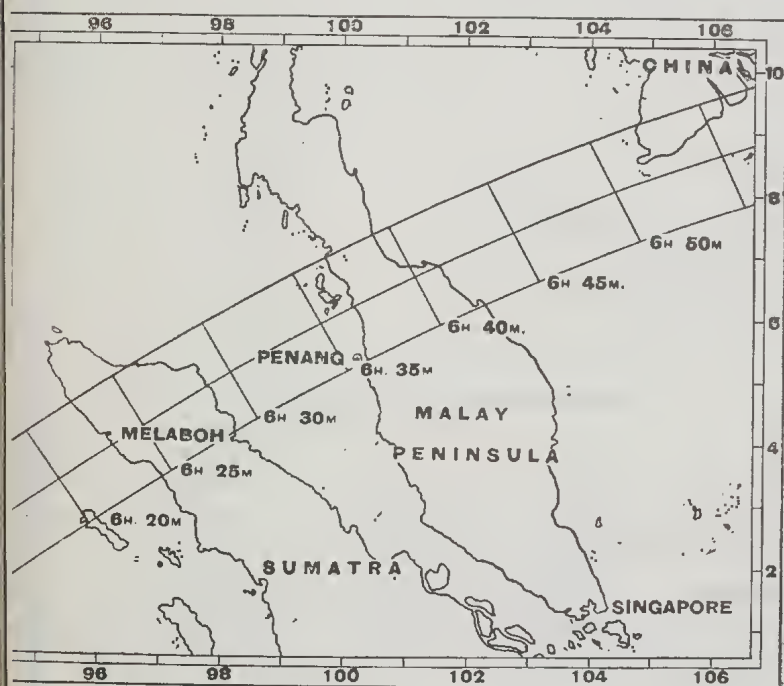 96 98 100 102 104 106
CHINA
10
8
6H 50M
6H 45M.
6
6H 40M.
PENANG
6H. 35M
MALAY
6H 30M
MELABOH
PENINSULA
4
6H 25M
6H. 20M
SUMATRA
2
SINGAPORE
96 98 100 102 104 106